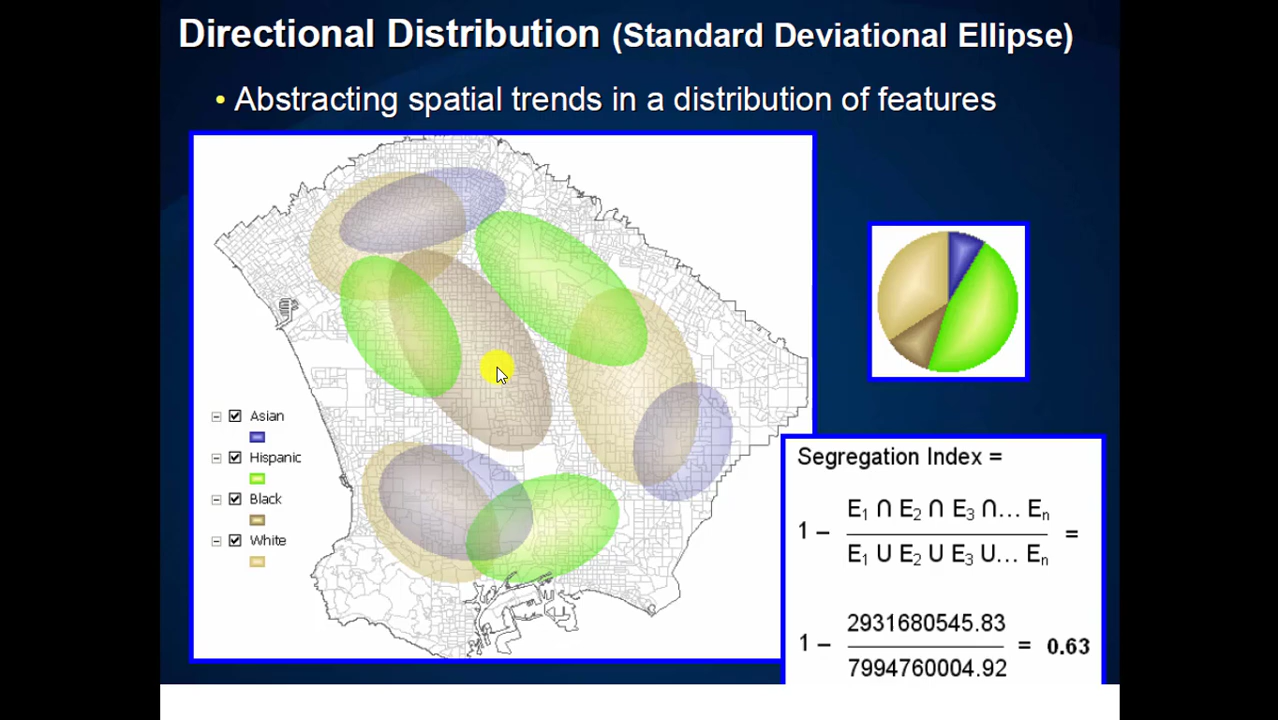 Directional Distribution (Standard Deviational Ellipse)
• Abstracting spatial trends in a distribution of features
Asian
Hispanic
Black
White
Segregation Index =
1 – E₁ ∩ E₂ ∩ E₃ ∩… Eₙ =
E₁ U E₂ U E₃ U… Eₙ
1 – 2931680545.83 = 0.63
7994760004.92